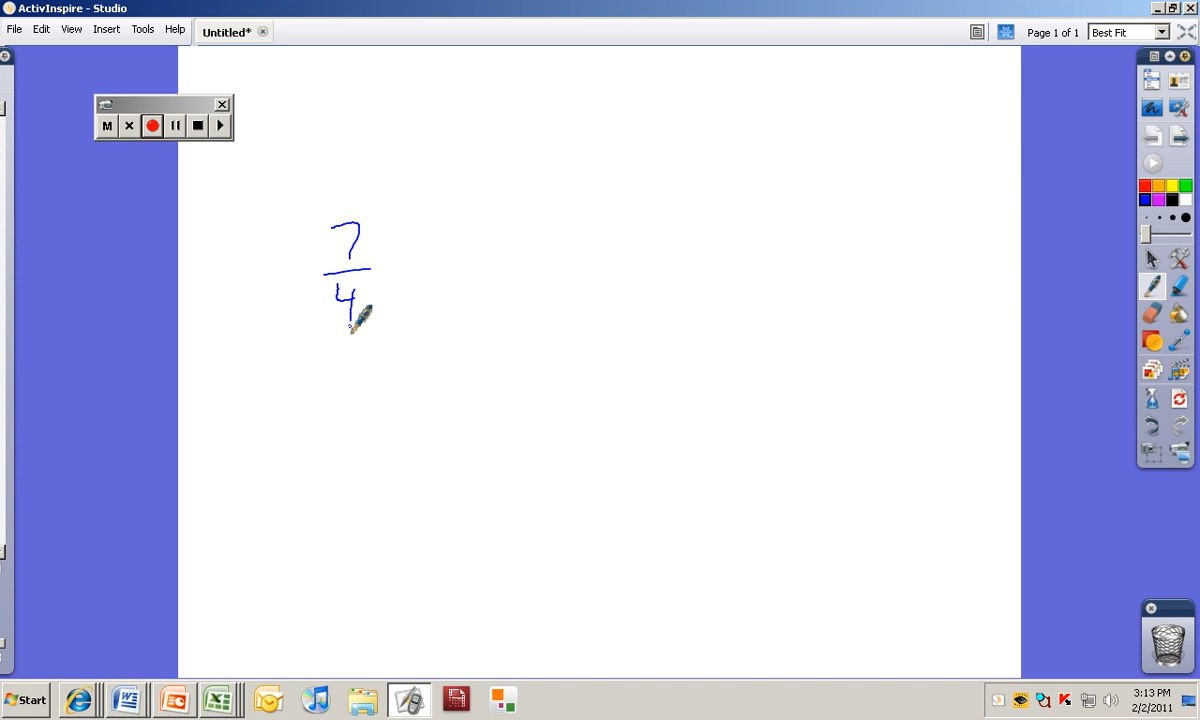 ActivInspire - Studio
File Edit View Insert Tools Help
Untitled*
Page 1 of 1
Best Fit
M
7
4
Start
3:13 PM
2/2/2011